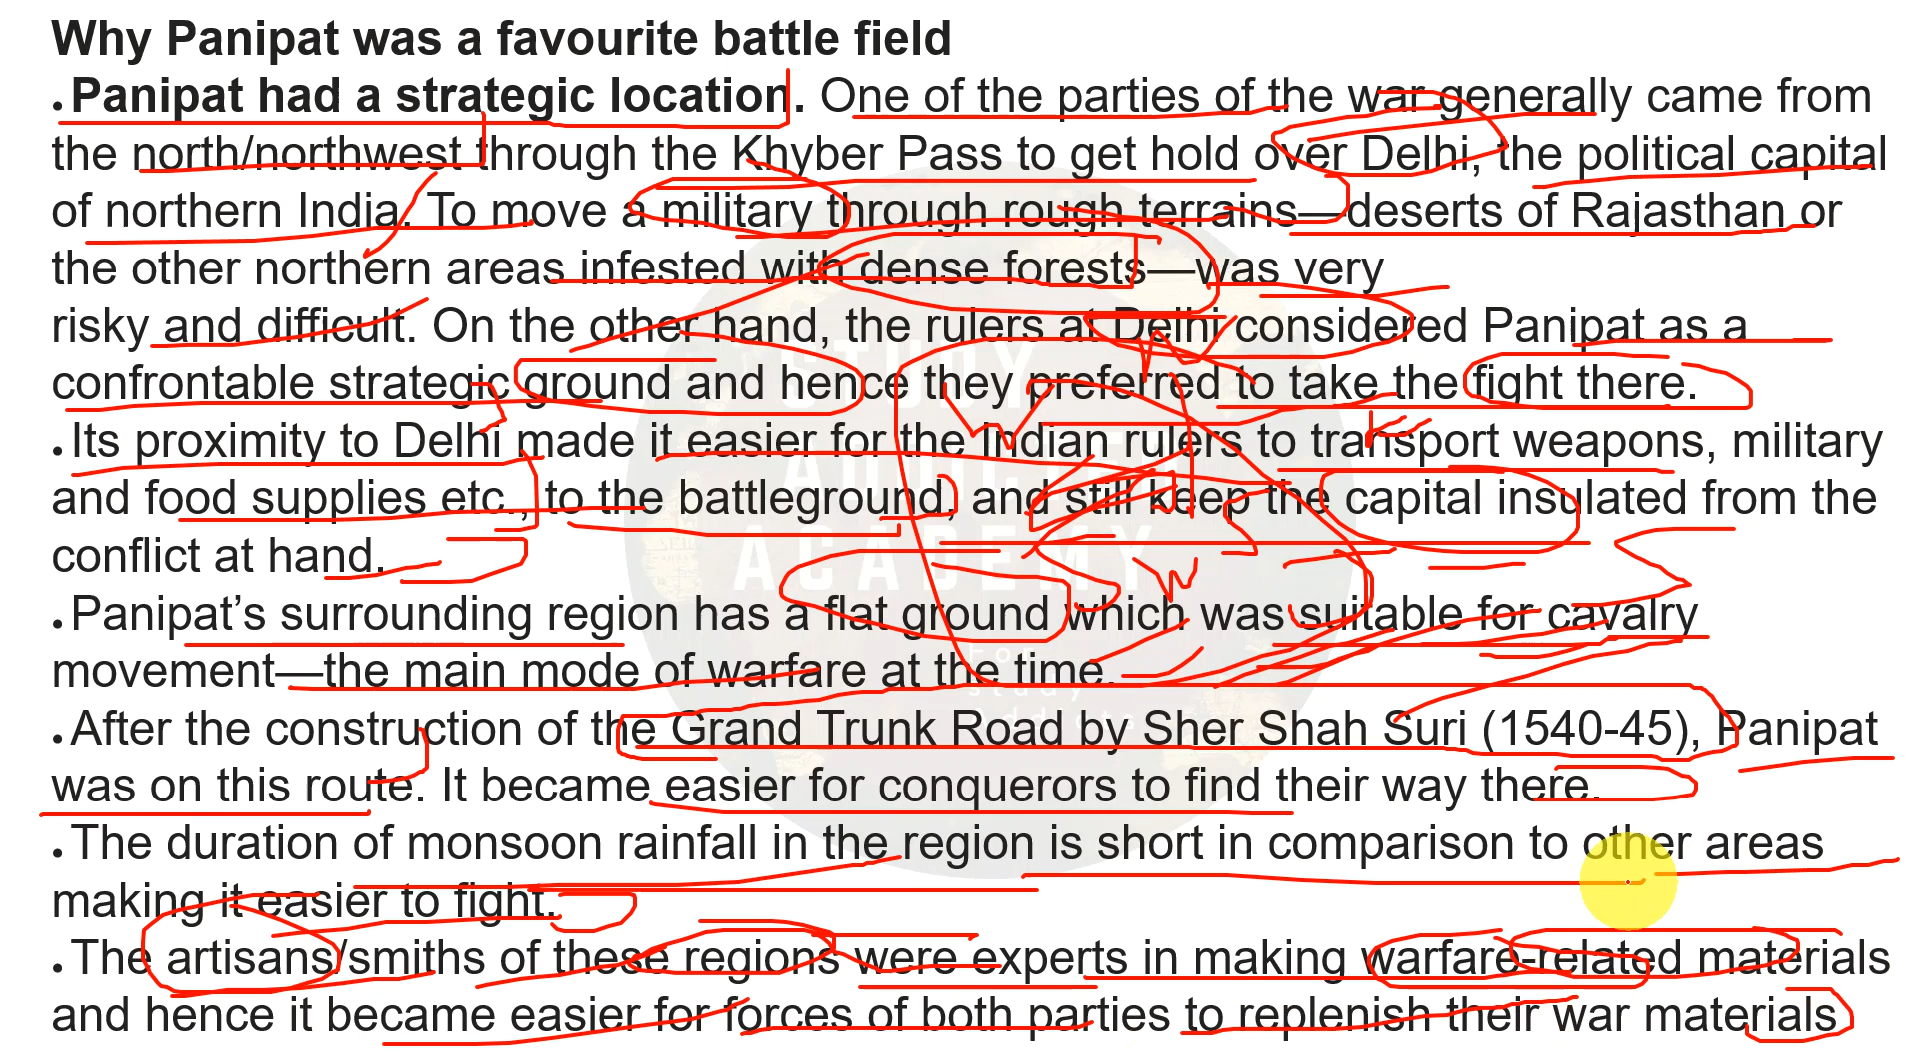 Why Panipat was a favourite battle field
•Panipat had a strategic location. One of the parties of the war generally came from
the north/northwest through the Khyber Pass to get hold over Delhi, the political capital
of northern India. To move a military through rough terrains—deserts of Rajasthan or
the other northern areas infested with dense forests—was very
risky and difficult. On the other hand, the rulers at Delhi considered Panipat as a
confrontable strategic ground and hence they preferred to take the fight there.
•Its proximity to Delhi made it easier for the Indian rulers to transport weapons, military
and food supplies etc., to the battleground, and still keep the capital insulated from the
conflict at hand.
•Panipat’s surrounding region has a flat ground which was suitable for cavalry
movement—the main mode of warfare at the time.
•After the construction of the Grand Trunk Road by Sher Shah Suri (1540-45), Panipat
was on this route. It became easier for conquerors to find their way there.
•The duration of monsoon rainfall in the region is short in comparison to other areas
making it easier to fight.
•The artisans/smiths of these regions were experts in making warfare-related materials
and hence it became easier for forces of both parties to replenish their war materials
STUDY
ACADEMY
For
study